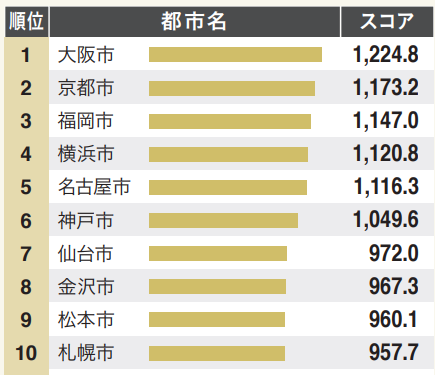 順位 都市名 スコア
1 大阪市 1,224.8
2 京都市 1,173.2
3 福岡市 1,147.0
4 横浜市 1,120.8
5 名古屋市 1,116.3
6 神戸市 1,049.6
7 仙台市 972.0
8 金沢市 967.3
9 松本市 960.1
10 札幌市 957.7